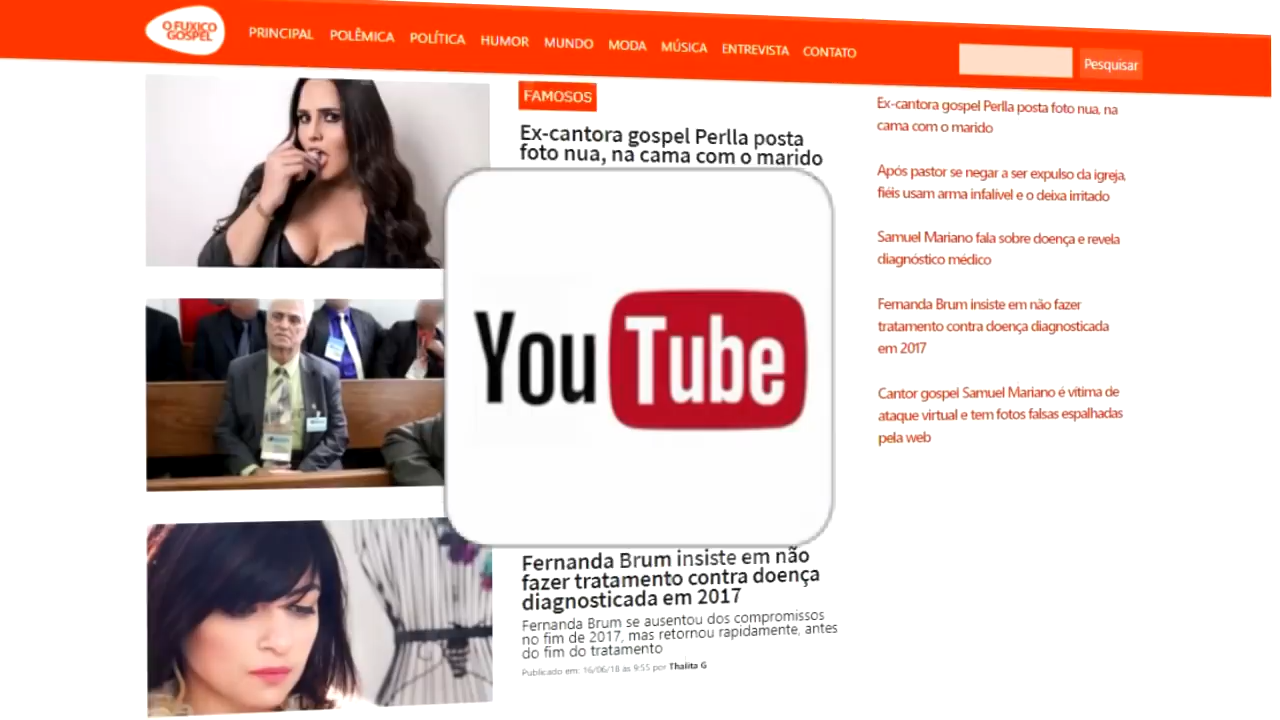 O FUXICO
GOSPEL
PRINCIPAL POLÊMICA POLÍTICA HUMOR MUNDO MODA MÚSICA ENTREVISTA CONTATO
Pesquisar
FAMOSOS
Ex-cantora gospel Perlla posta
foto nua, na cama com o marido
YouTube
Fernanda Brum insiste em não
fazer tratamento contra doença
diagnosticada em 2017
Fernanda Brum se ausentou dos compromissos
no fim de 2017, mas retornou rapidamente, antes
do fim do tratamento
Publicado em: 16/06/18 às 9:55 por Thalita G
Ex-cantora gospel Perlla posta foto nua, na
cama com o marido
Após pastor se negar a ser expulso da igreja,
fiéis usam arma infalível e o deixa irritado
Samuel Mariano fala sobre doença e revela
diagnóstico médico
Fernanda Brum insiste em não fazer
tratamento contra doença diagnosticada
em 2017
Cantor gospel Samuel Mariano é vítima de
ataque virtual e tem fotos falsas espalhadas
pela web